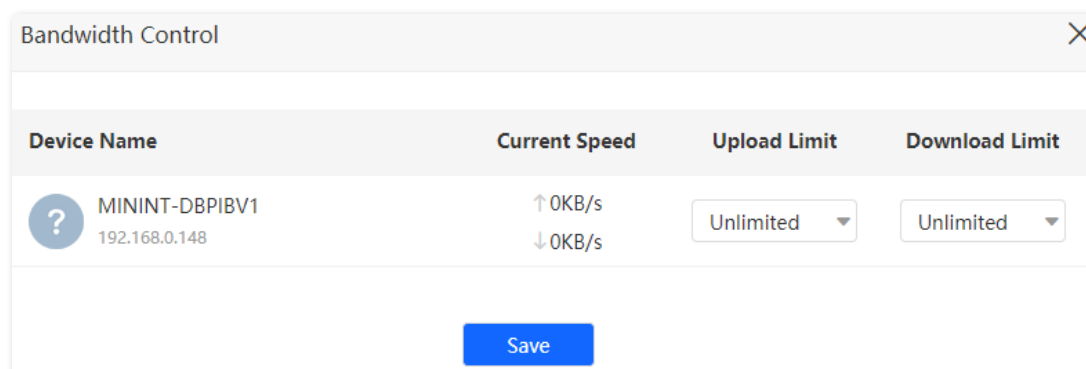 Bandwidth Control
Device Name Current Speed Upload Limit Download Limit
MININT-DBPIBV1
192.168.0.148
↑0KB/s
↓0KB/s
Unlimited
Unlimited
Save